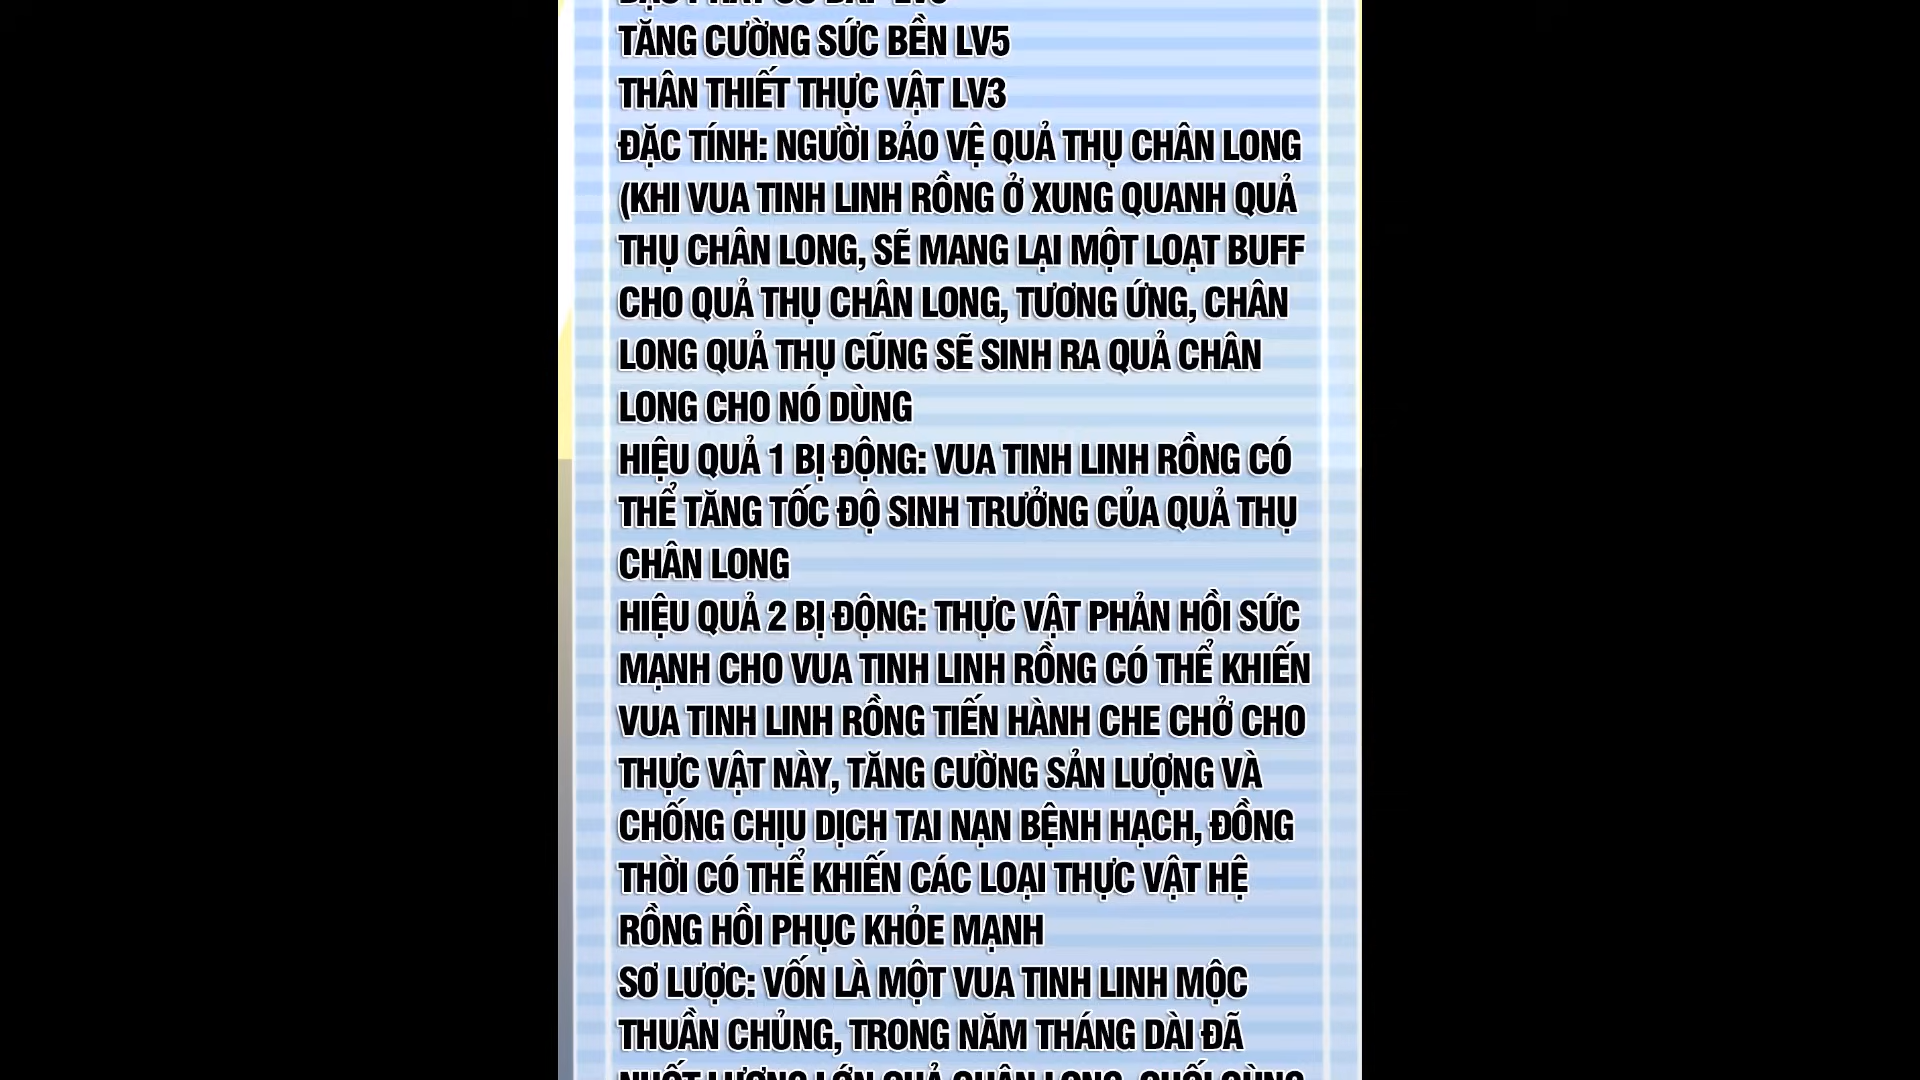 TĂNG CƯỜNG SỨC BỀN LV5
THÂN THIẾT THỰC VẬT LV3
ĐẶC TÍNH: NGƯỜI BẢO VỆ QUẢ THỤ CHÂN LONG
(KHI VUA TINH LINH RỒNG Ở XUNG QUANH QUẢ
THỤ CHÂN LONG, SẼ MANG LẠI MỘT LOẠT BUFF
CHO QUẢ THỤ CHÂN LONG, TƯƠNG ỨNG, CHÂN
LONG QUẢ THỤ CŨNG SẼ SINH RA QUẢ CHÂN
LONG CHO NÓ DÙNG
HIỆU QUẢ 1 BỊ ĐỘNG: VUA TINH LINH RỒNG CÓ
THỂ TĂNG TỐC ĐỘ SINH TRƯỞNG CỦA QUẢ THỤ
CHÂN LONG
HIỆU QUẢ 2 BỊ ĐỘNG: THỰC VẬT PHẢN HỒI SỨC
MẠNH CHO VUA TINH LINH RỒNG CÓ THỂ KHIẾN
VUA TINH LINH RỒNG TIẾN HÀNH CHE CHỞ CHO
THỰC VẬT NÀY, TĂNG CƯỜNG SẢN LƯỢNG VÀ
CHỐNG CHỊU DỊCH TAI NẠN BỆNH HẠCH, ĐỒNG
THỜI CÓ THỂ KHIẾN CÁC LOẠI THỰC VẬT HỆ
RỒNG HỒI PHỤC KHỎE MẠNH
SƠ LƯỢC: VỐN LÀ MỘT VUA TINH LINH MỘC
THUẦN CHỦNG, TRONG NĂM THÁNG DÀI ĐÃ